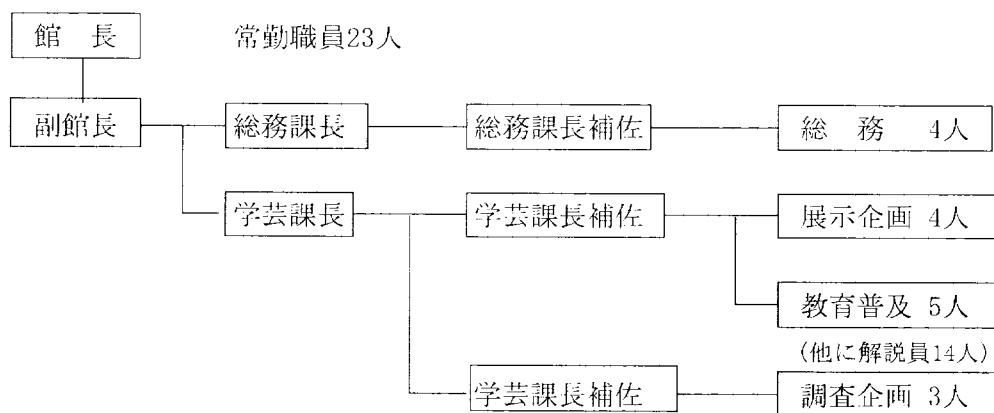 館　長　常勤職員23人
副館長　総務課長　総務課長補佐　総　務　4人
学芸課長　学芸課長補佐　展示企画 4人
教育普及 5人
(他に解説員14人)
学芸課長補佐　調査企画 3人